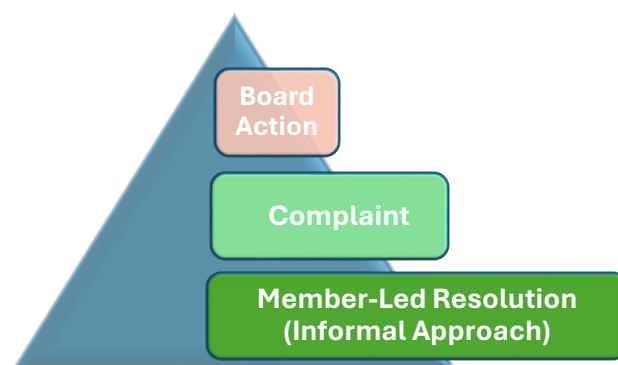 Board
Action
Complaint
Member-Led Resolution
(Informal Approach)